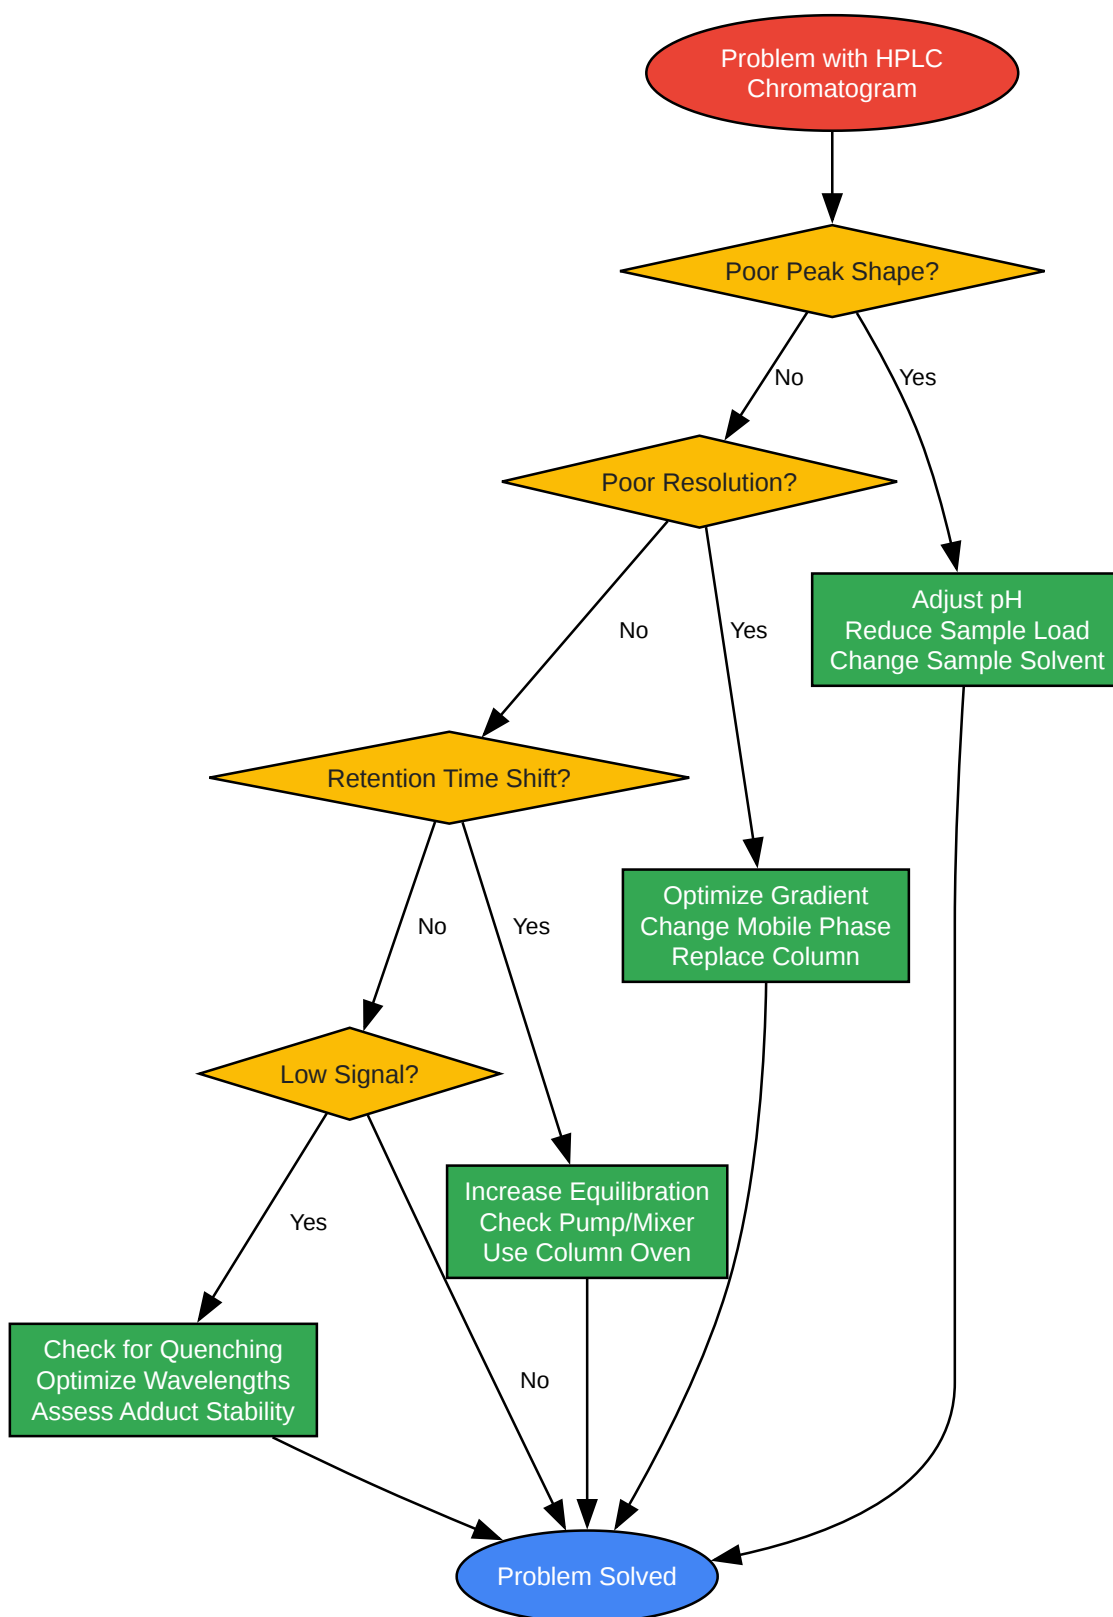 Problem with HPLC
Chromatogram
Poor Peak Shape?
No
Yes
Poor Resolution?
Adjust pH
Reduce Sample Load
Change Sample Solvent
No
Yes
Retention Time Shift?
Optimize Gradient
Change Mobile Phase
Replace Column
No
Yes
Low Signal?
Increase Equilibration
Check Pump/Mixer
Use Column Oven
Yes
No
Check for Quenching
Optimize Wavelengths
Assess Adduct Stability
Problem Solved